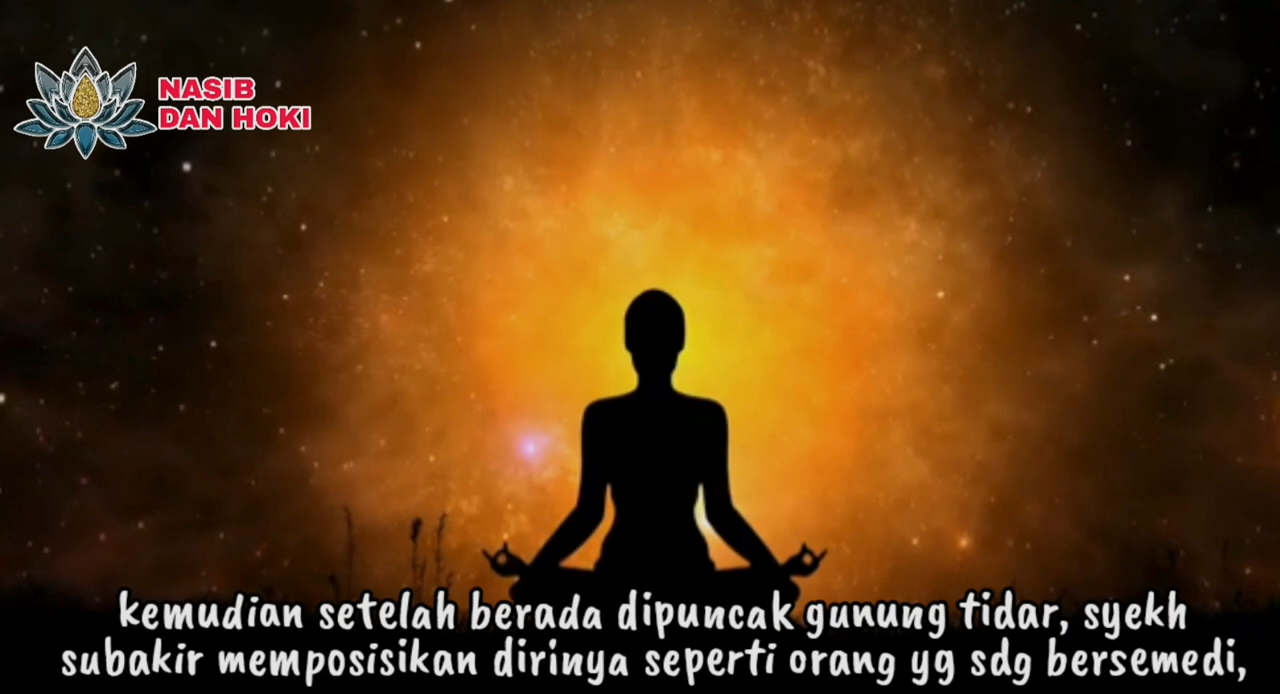 NASIB
DAN HOKI
kemudian setelah berada dipuncak gunung tidar, syekh
subakir memposisikan dirinya seperti orang yg sdg bersemedi,